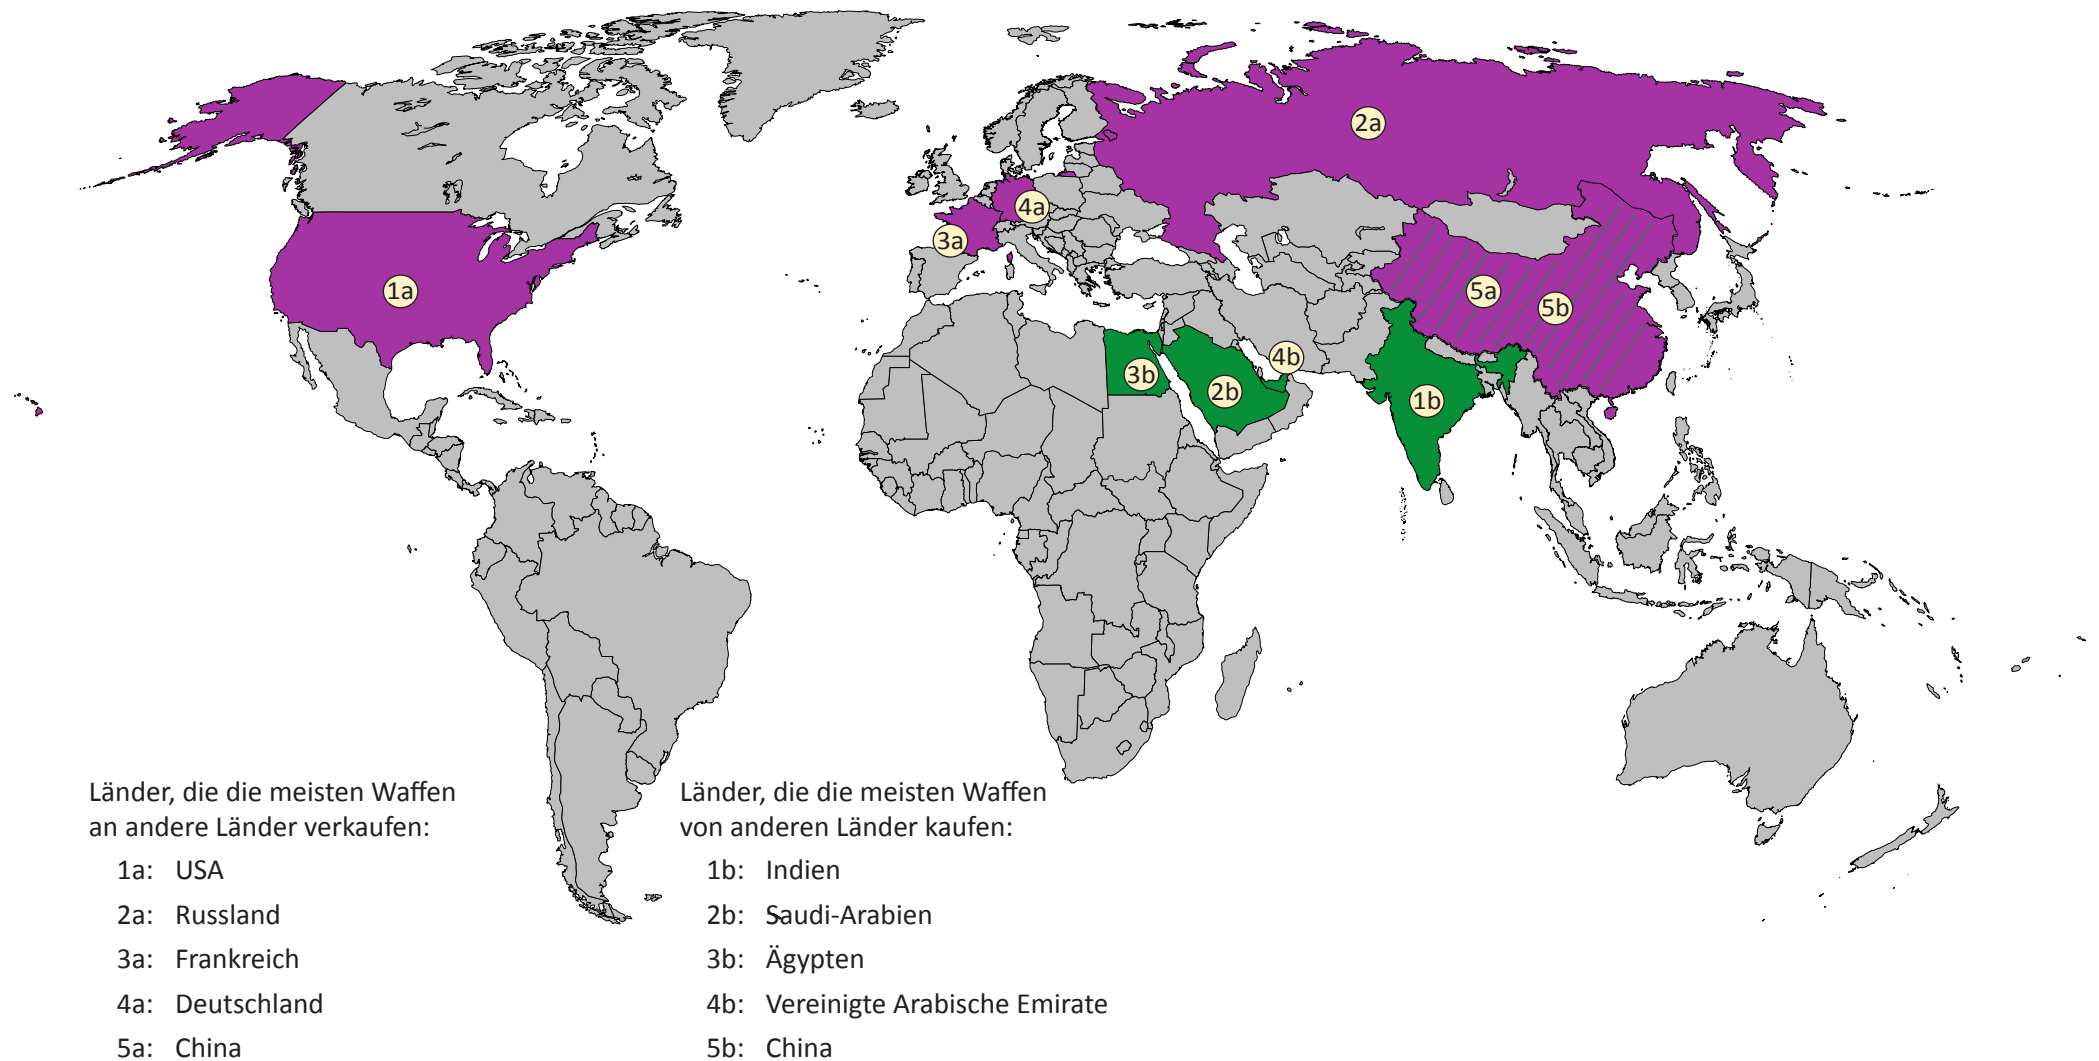 2a
4a
3a
1a
5a
5b
4b
3b
2b
1b
Länder, die die meisten Waffen
an andere Länder verkaufen:
1a: USA
2a: Russland
3a: Frankreich
4a: Deutschland
5a: China
Länder, die die meisten Waffen
von anderen Länder kaufen:
1b: Indien
2b: Saudi-Arabien
3b: Ägypten
4b: Vereinigte Arabische Emirate
5b: China